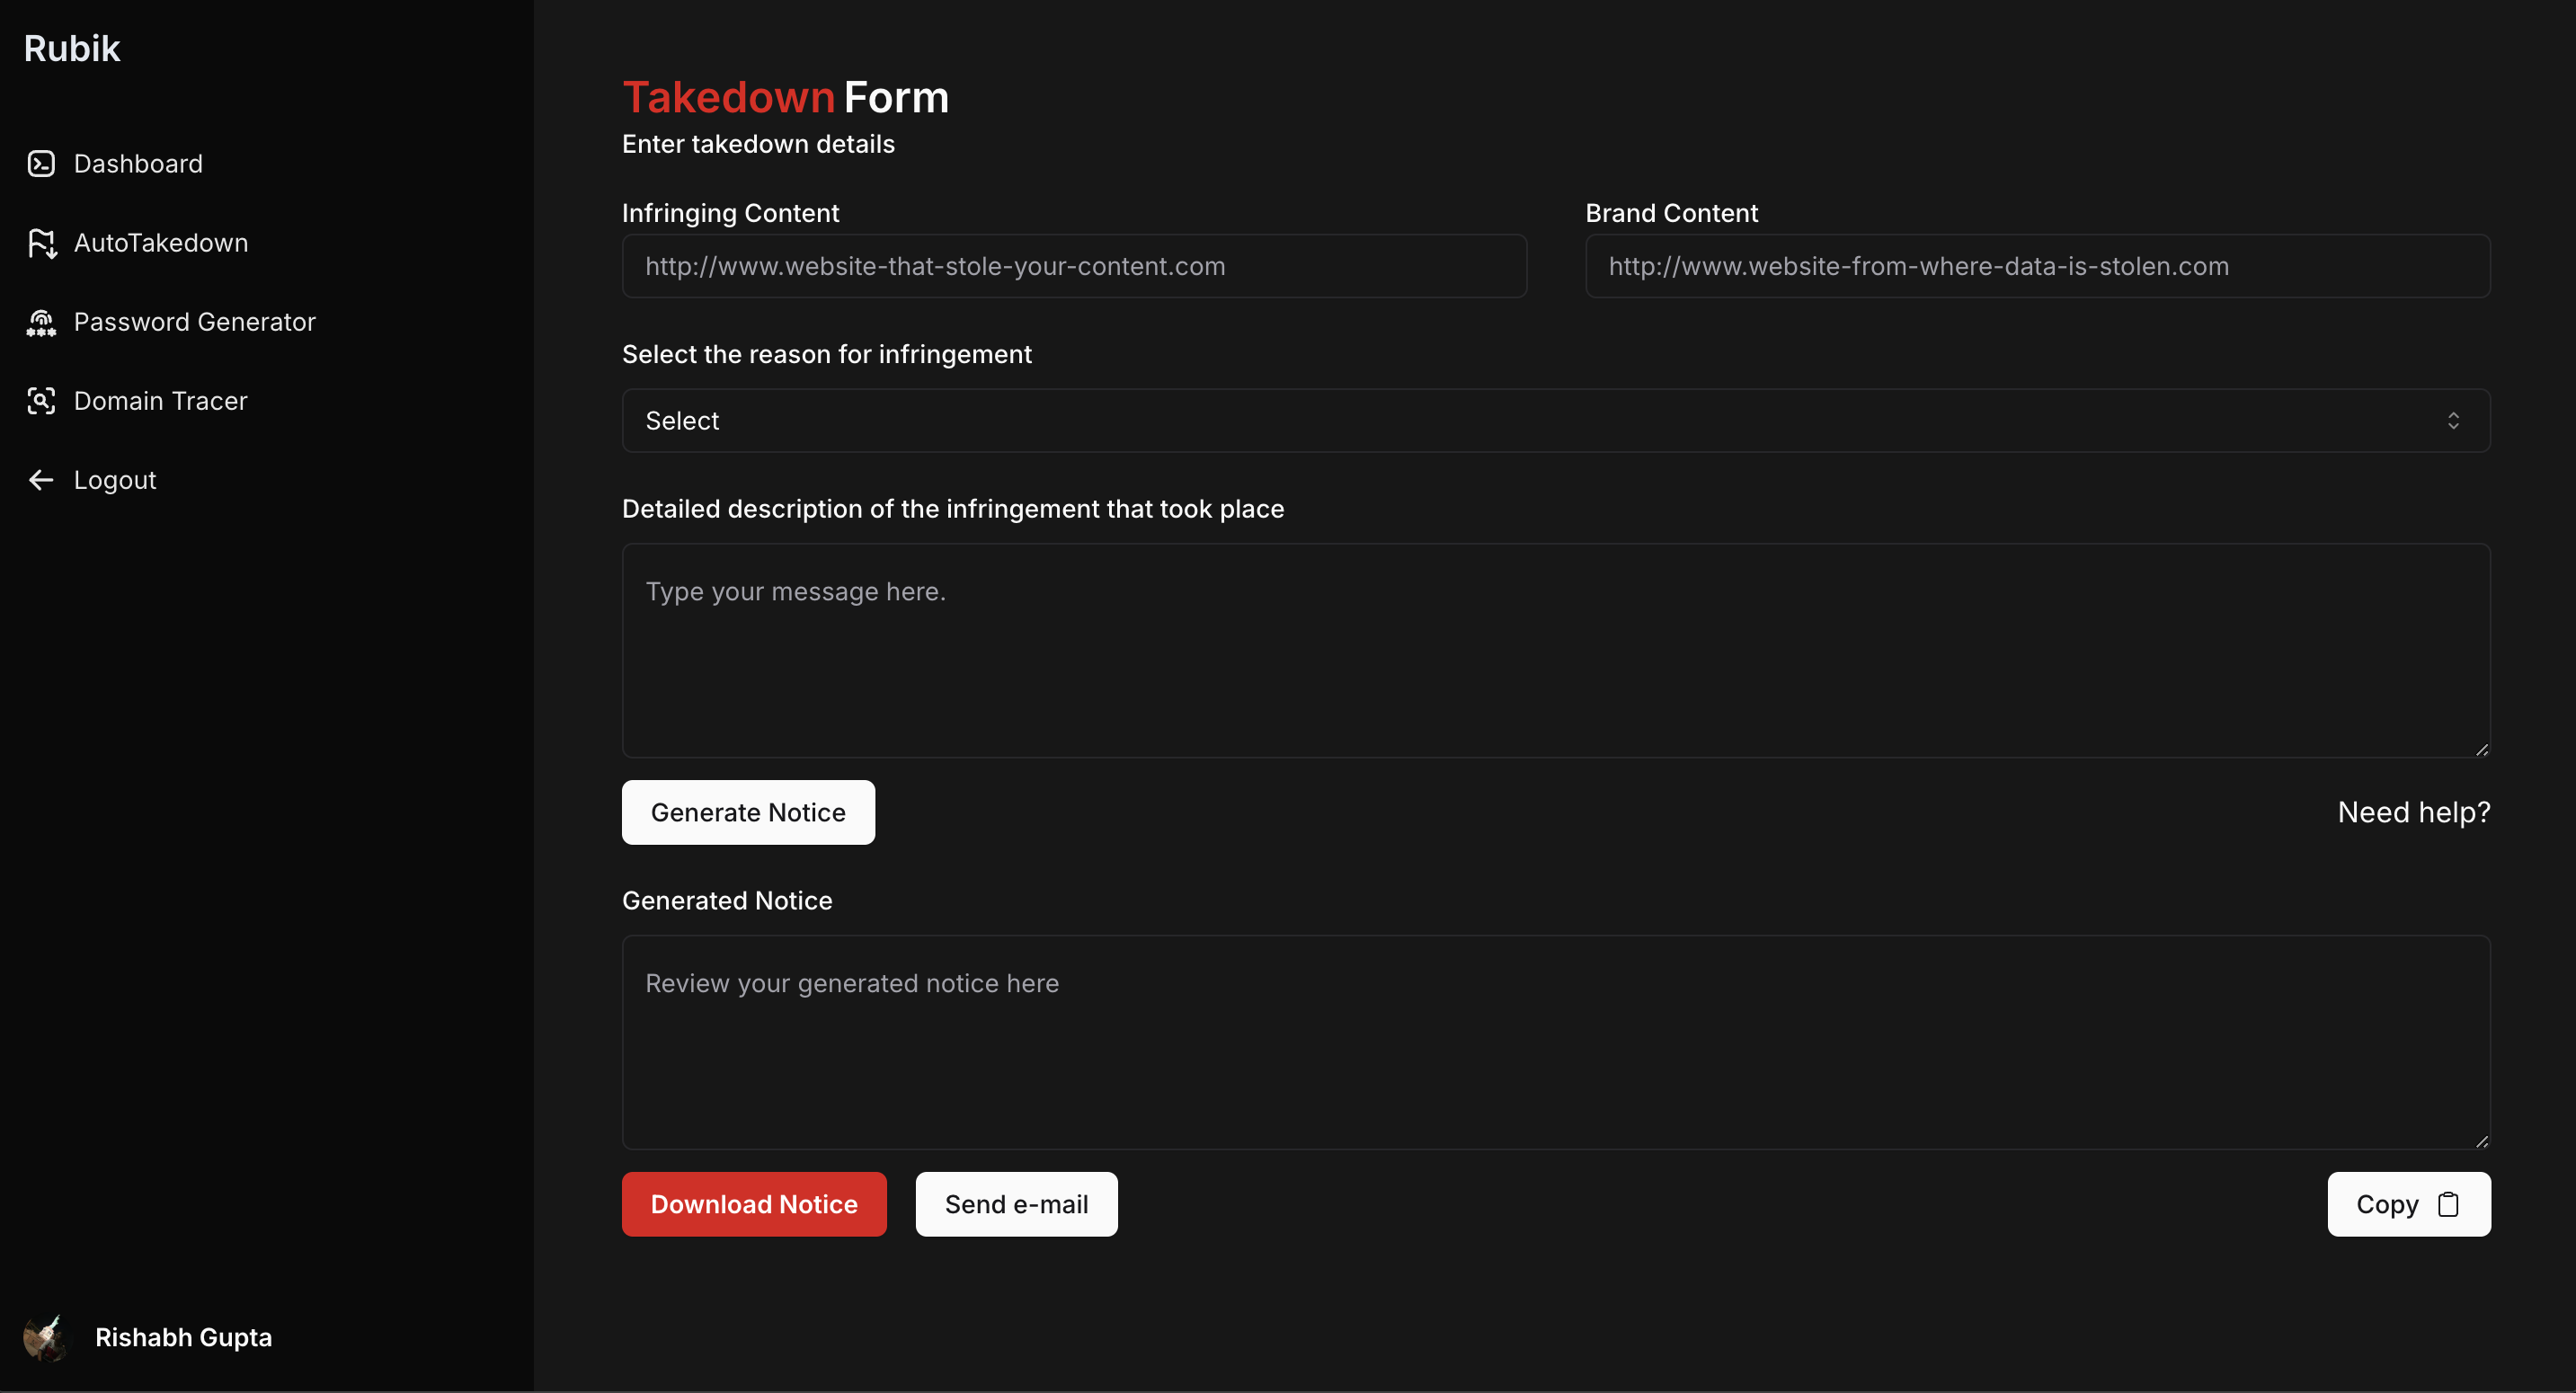 Rubik
Dashboard
AutoTakedown
Password Generator
Domain Tracer
Logout
Rishabh Gupta
Takedown Form
Enter takedown details
Infringing Content
http://www.website-that-stole-your-content.com
Brand Content
http://www.website-from-where-data-is-stolen.com
Select the reason for infringement
Select
Detailed description of the infringement that took place
Type your message here.
Generate Notice
Need help?
Generated Notice
Review your generated notice here
Download Notice
Send e-mail
Copy